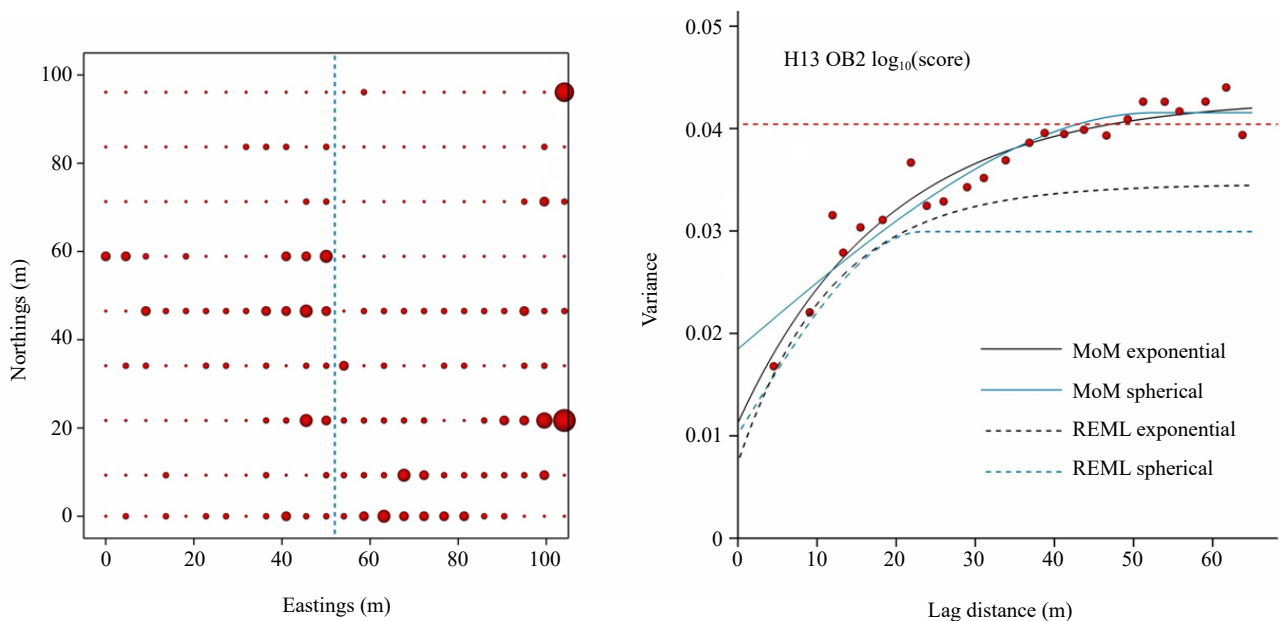 100
80
60
40
20
0
Northings (m)
0 20 40 60 80 100
Eastings (m)
0.05
0.04
0.03
0.02
0.01
0
Variance
H13 OB2 log₁₀(score)
MoM exponential
MoM spherical
REML exponential
REML spherical
0 10 20 30 40 50 60
Lag distance (m)